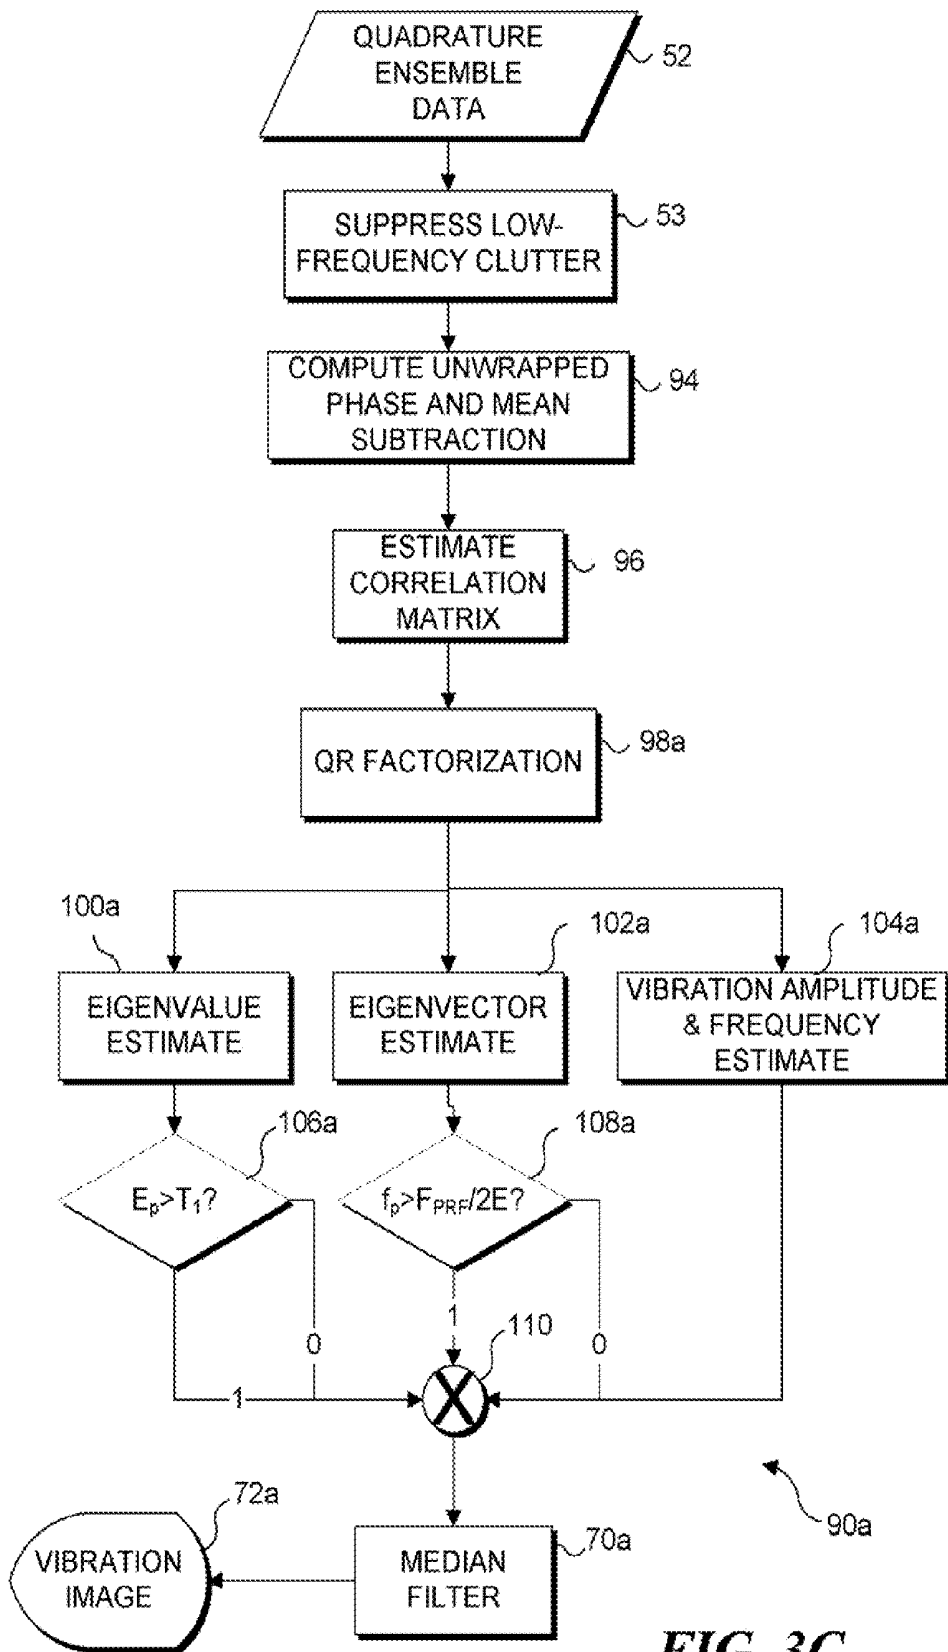 QUADRATURE
ENSEMBLE
DATA
52
SUPPRESS LOW-
FREQUENCY CLUTTER
53
COMPUTE UNWRAPPED
PHASE AND MEAN
SUBTRACTION
94
ESTIMATE
CORRELATION
MATRIX
96
QR FACTORIZATION
98a
100a
EIGENVALUE
ESTIMATE
102a
EIGENVECTOR
ESTIMATE
104a
VIBRATION AMPLITUDE
& FREQUENCY
ESTIMATE
106a
Ep>T1?
108a
fp>FPRF/2E?
0
1
1
0
110
72a
VIBRATION
IMAGE
70a
MEDIAN
FILTER
90a
FIG. 3C